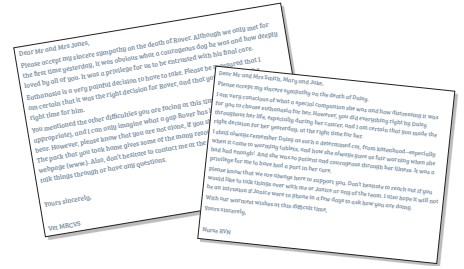 Dear Mr and Mrs Jones,
Please accept my sincere sympathy on the death of Rover. Although we only met for
the first time yesterday, it was obvious what a courageous dog he was and how deeply
loved by all of you. It was a privilege for us to be entrusted with his final care.
Euthanasia is a very painful decision to have to take. Please be assured that I
am certain that it was the right decision for Rover, and that you
right time for him.
You mentioned the other difficulties you are facing at this time
appropriate), and I can only imagine what a gap Rover has
been. However, please know that you are not alone, if you
The pack that you took home gives some of the many
webpage (www.). Also, don't hesitate to contact me or the
talk things through or have any questions.
Yours sincerely,
Vet MRCVS
Dear Mr and Mrs Smith, Mary and John,
Please accept my sincere sympathy on the death of Daisy.
I am very conscious of what a special companion she was and how distressing it was
for you to choose euthanasia for her. However, you did everything right by Daisy
throughout her life, especially during her cancer, and I am certain that you made the
right decision for her yesterday, at the right time for her.
I shall always remember Daisy as such a determined cat, from kittenhood—especially
when it came to worming tablets, and how she always gave us fair warning when she
had had enough! And she was so patient and courageous through her illness. It was a
privilege for me to have had a part in her care.
Please know that we are always here to support you. Don't hesitate to reach out if you
would like to talk things over with me or Janice or any of the team. I also hope it will not
be an intrusion if Janice were to phone in a few days to ask how you are doing.
With our warmest wishes at this difficult time,
Yours sincerely,
Nurse RVN